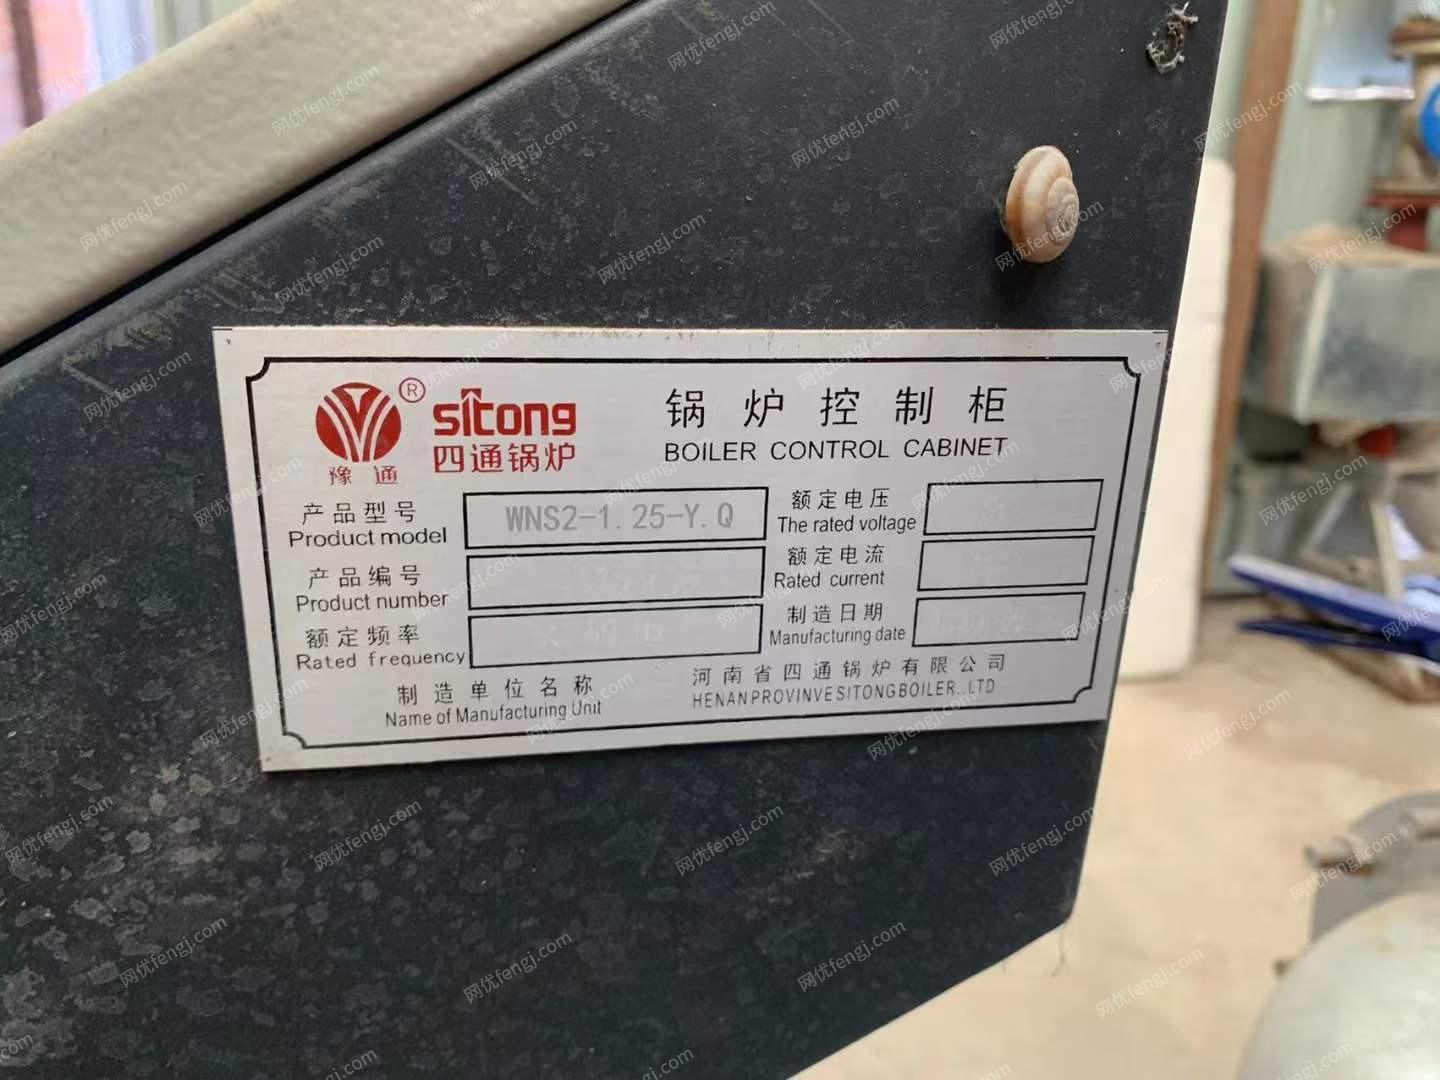 豫通
®
sitong
四通锅炉
锅炉控制柜
BOILER CONTROL CABINET
产品型号
Product model
WNS2-1.25-Y.Q
额定电压
The rated voltage
产品编号
Product number
额定电流
Rated current
额定频率
Rated frequency
制造日期
Manufacturing date
制造单位名称
Name of Manufacturing Unit
河南省四通锅炉有限公司
HENANPROVINVESITONGBOILER.,LTD
网优fengj.com